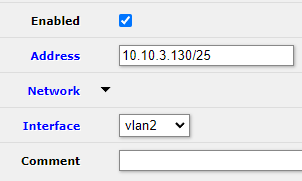 Enabled
Address 10.10.3.130/25
Network
Interface vlan2
Comment